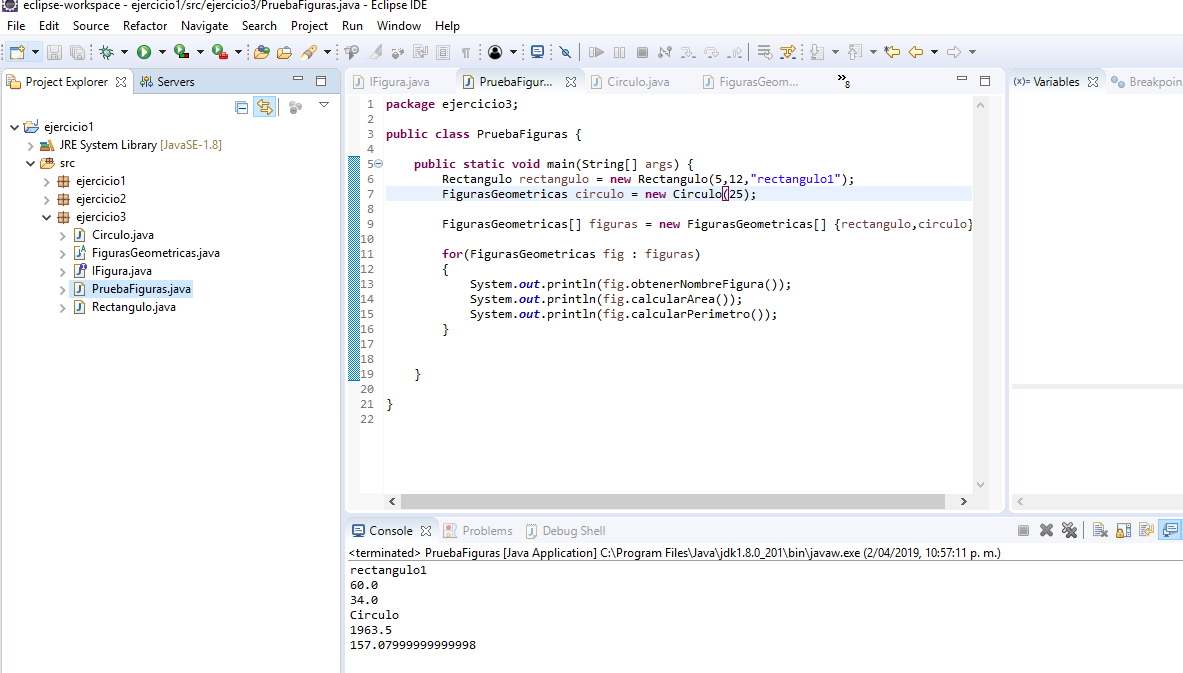 eclipse-workspace - ejercicio1/src/ejercicio3/PruebaFiguras.java - Eclipse IDE
File Edit Source Refactor Navigate Search Project Run Window Help
Project Explorer Servers
IFigura.java PruebaFigur... Circulo.java FigurasGeom... »8
(x)= Variables Breakpoin
ejercicio1
JRE System Library [JavaSE-1.8]
src
ejercicio1
ejercicio2
ejercicio3
Circulo.java
FigurasGeometricas.java
IFigura.java
PruebaFiguras.java
Rectangulo.java
1 package ejercicio3;
2
3 public class PruebaFiguras {
4
5 public static void main(String[] args) {
6 Rectangulo rectangulo = new Rectangulo(5,12,"rectangulo1");
7 FigurasGeometricas circulo = new Circulo(25);
8
9 FigurasGeometricas[] figuras = new FigurasGeometricas[] {rectangulo,circulo}
10
11 for(FigurasGeometricas fig : figuras)
12 {
13 System.out.println(fig.obtenerNombreFigura());
14 System.out.println(fig.calcularArea());
15 System.out.println(fig.calcularPerimetro());
16 }
17
18
19 }
20
21 }
22
Console Problems Debug Shell
<terminated> PruebaFiguras [Java Application] C:\Program Files\Java\jdk1.8.0_201\bin\javaw.exe (2/04/2019, 10:57:11 p. m.)
rectangulo1
60.0
34.0
Circulo
1963.5
157.07999999999998